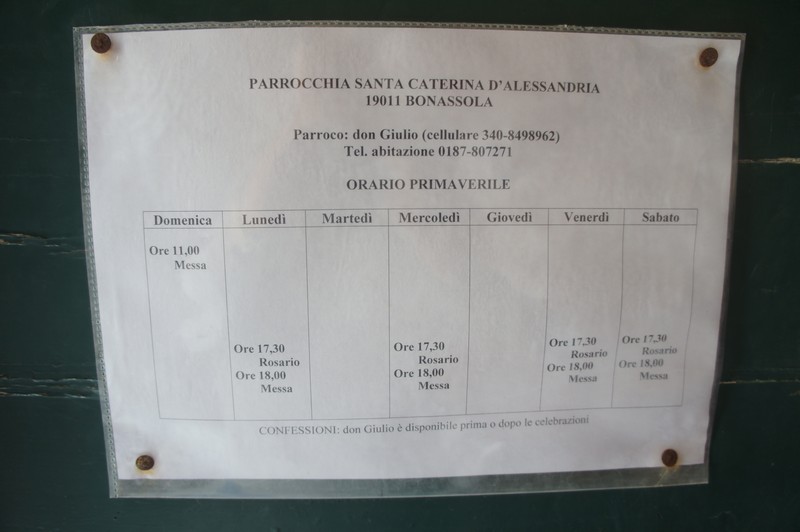 PARROCCHIA SANTA CATERINA D'ALESSANDRIA
19011 BONASSOLA
Parroco: don Giulio (cellulare 340-8498962)
Tel. abitazione 0187-807271
ORARIO PRIMAVERILE
Domenica Lunedì Martedì Mercoledì Giovedì Venerdì Sabato
Ore 11,00
Messa
Ore 17,30 Ore 17,30 Ore 17,30 Ore 17,30
Rosario Rosario Rosario Rosario
Ore 18,00 Ore 18,00 Ore 18,00 Ore 18,00
Messa Messa Messa Messa
CONFESSIONI: don Giulio è disponibile prima o dopo le celebrazioni